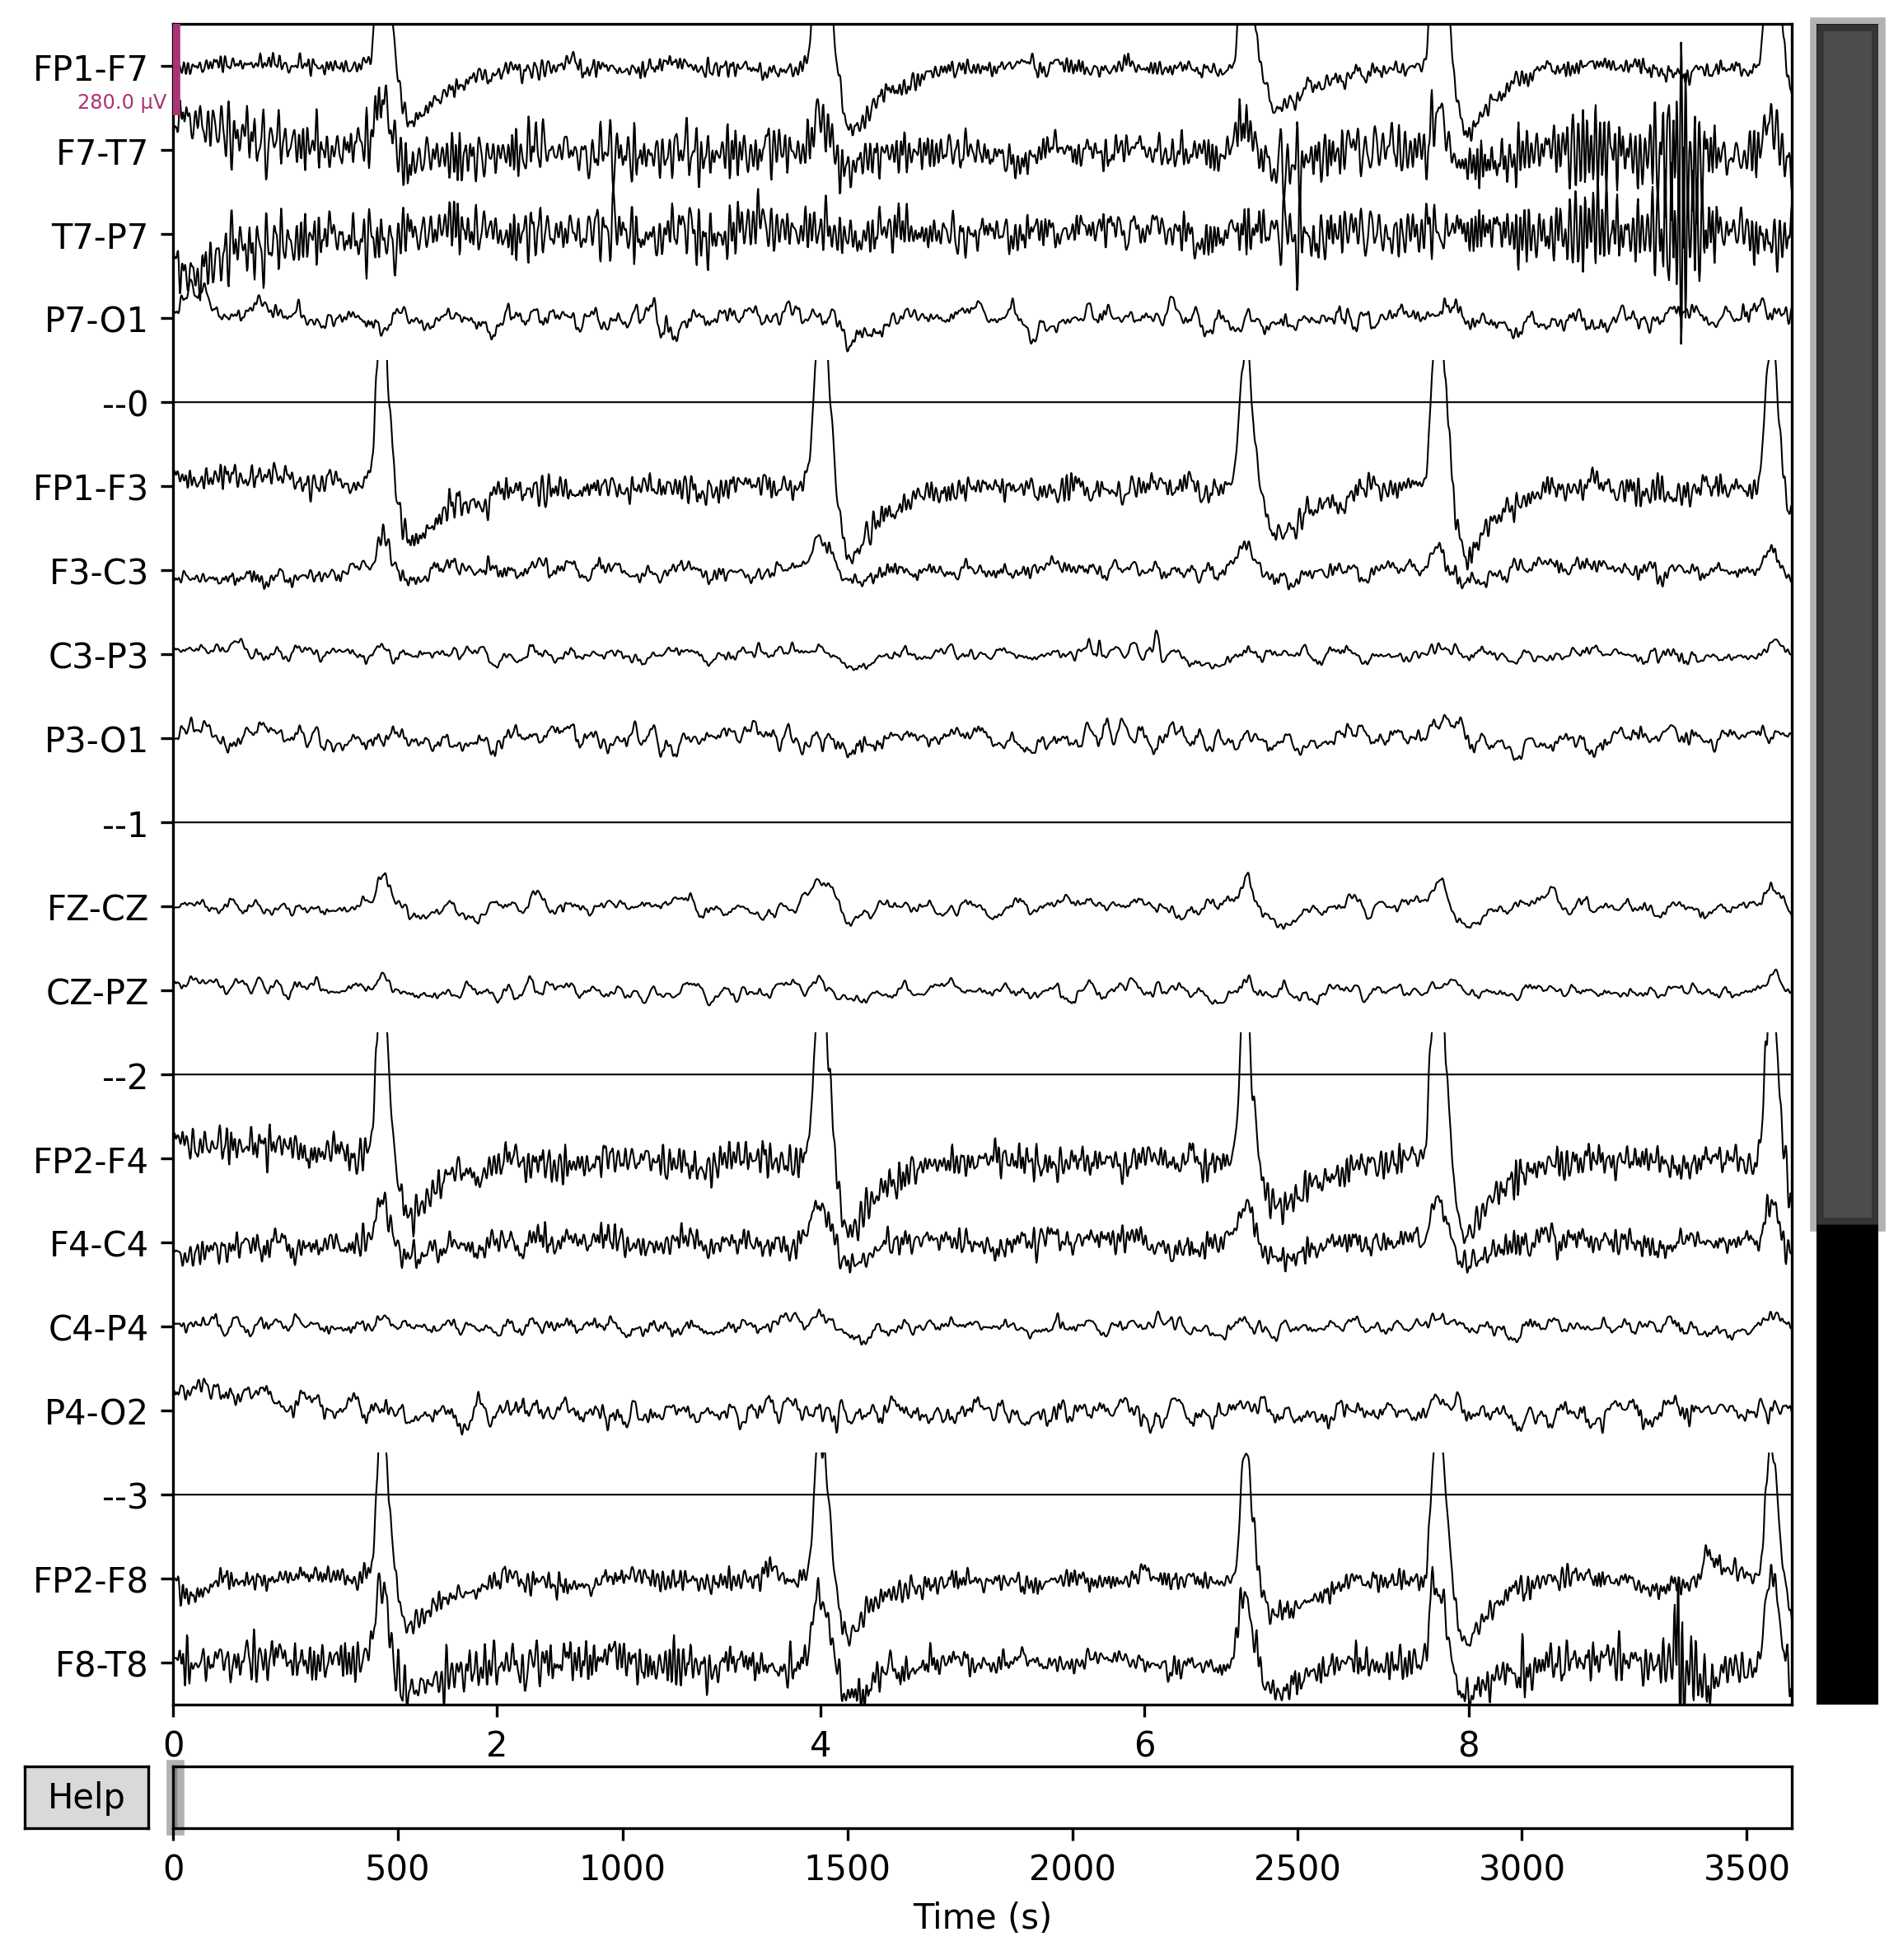 FP1-F7
280.0 µV
F7-T7
T7-P7
P7-O1
--0
FP1-F3
F3-C3
C3-P3
P3-O1
--1
FZ-CZ
CZ-PZ
--2
FP2-F4
F4-C4
C4-P4
P4-O2
--3
FP2-F8
F8-T8
0 2 4 6 8
Help
0 500 1000 1500 2000 2500 3000 3500
Time (s)